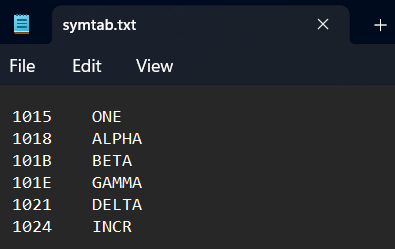 symtab.txt
File Edit View
1015 ONE
1018 ALPHA
101B BETA
101E GAMMA
1021 DELTA
1024 INCR